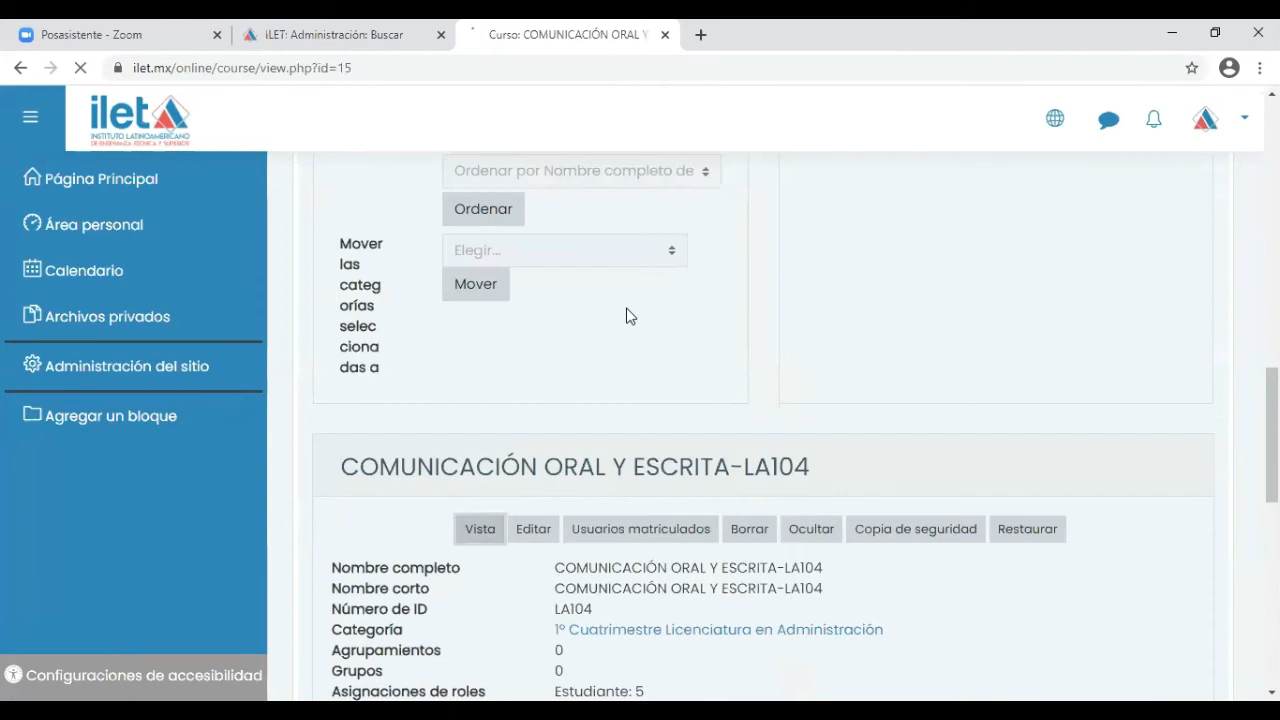 Posasistente - Zoom
iLET: Administración: Buscar
Curso: COMUNICACIÓN ORAL Y
ilet.mx/online/course/view.php?id=15
ilet
INSTITUTO LATINOAMERICANO
DE ENSEÑANZA TÉCNICA Y SUPERIOR
Página Principal
Área personal
Calendario
Archivos privados
Administración del sitio
Agregar un bloque
Configuraciones de accesibilidad
Ordenar por Nombre completo de
Ordenar
Mover
las
categ
orías
selec
ciona
das a
Elegir...
Mover
COMUNICACIÓN ORAL Y ESCRITA-LA104
Vista Editar Usuarios matriculados Borrar Ocultar Copia de seguridad Restaurar
Nombre completo COMUNICACIÓN ORAL Y ESCRITA-LA104
Nombre corto COMUNICACIÓN ORAL Y ESCRITA-LA104
Número de ID LA104
Categoría 1º Cuatrimestre Licenciatura en Administración
Agrupamientos 0
Grupos 0
Asignaciones de roles Estudiante: 5